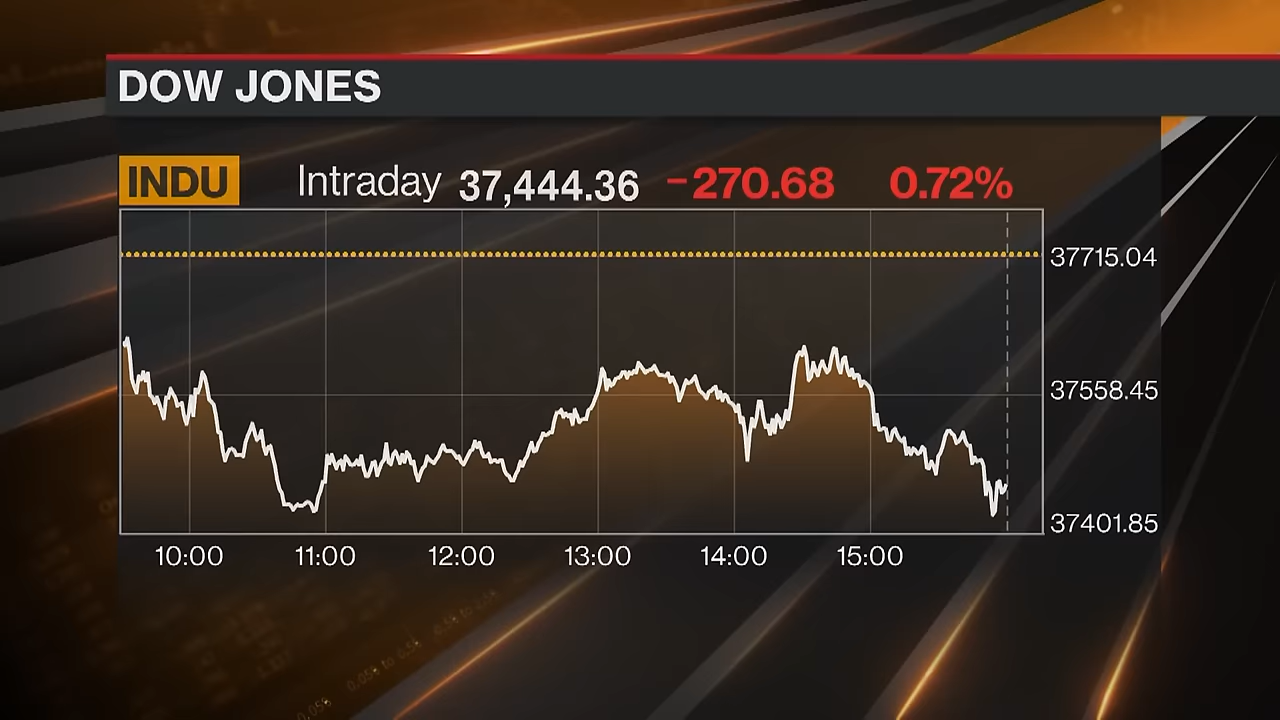 DOW JONES
INDU Intraday 37,444.36 -270.68 0.72%
37715.04
37558.45
37401.85
10:00 11:00 12:00 13:00 14:00 15:00